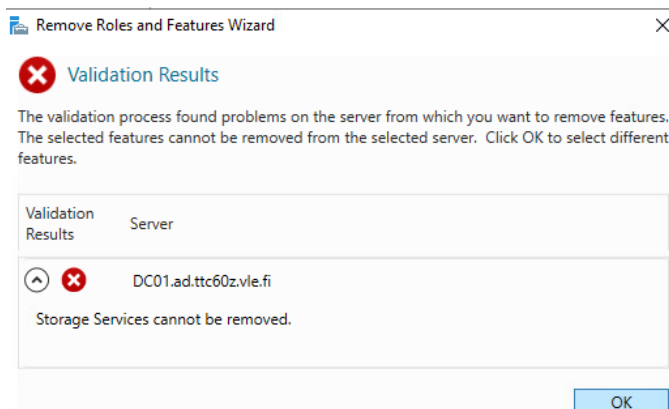 Remove Roles and Features Wizard
Validation Results
The validation process found problems on the server from which you want to remove features.
The selected features cannot be removed from the selected server.  Click OK to select different
features.
Validation
Results
Server
DC01.ad.ttc60z.vle.fi
Storage Services cannot be removed.
OK